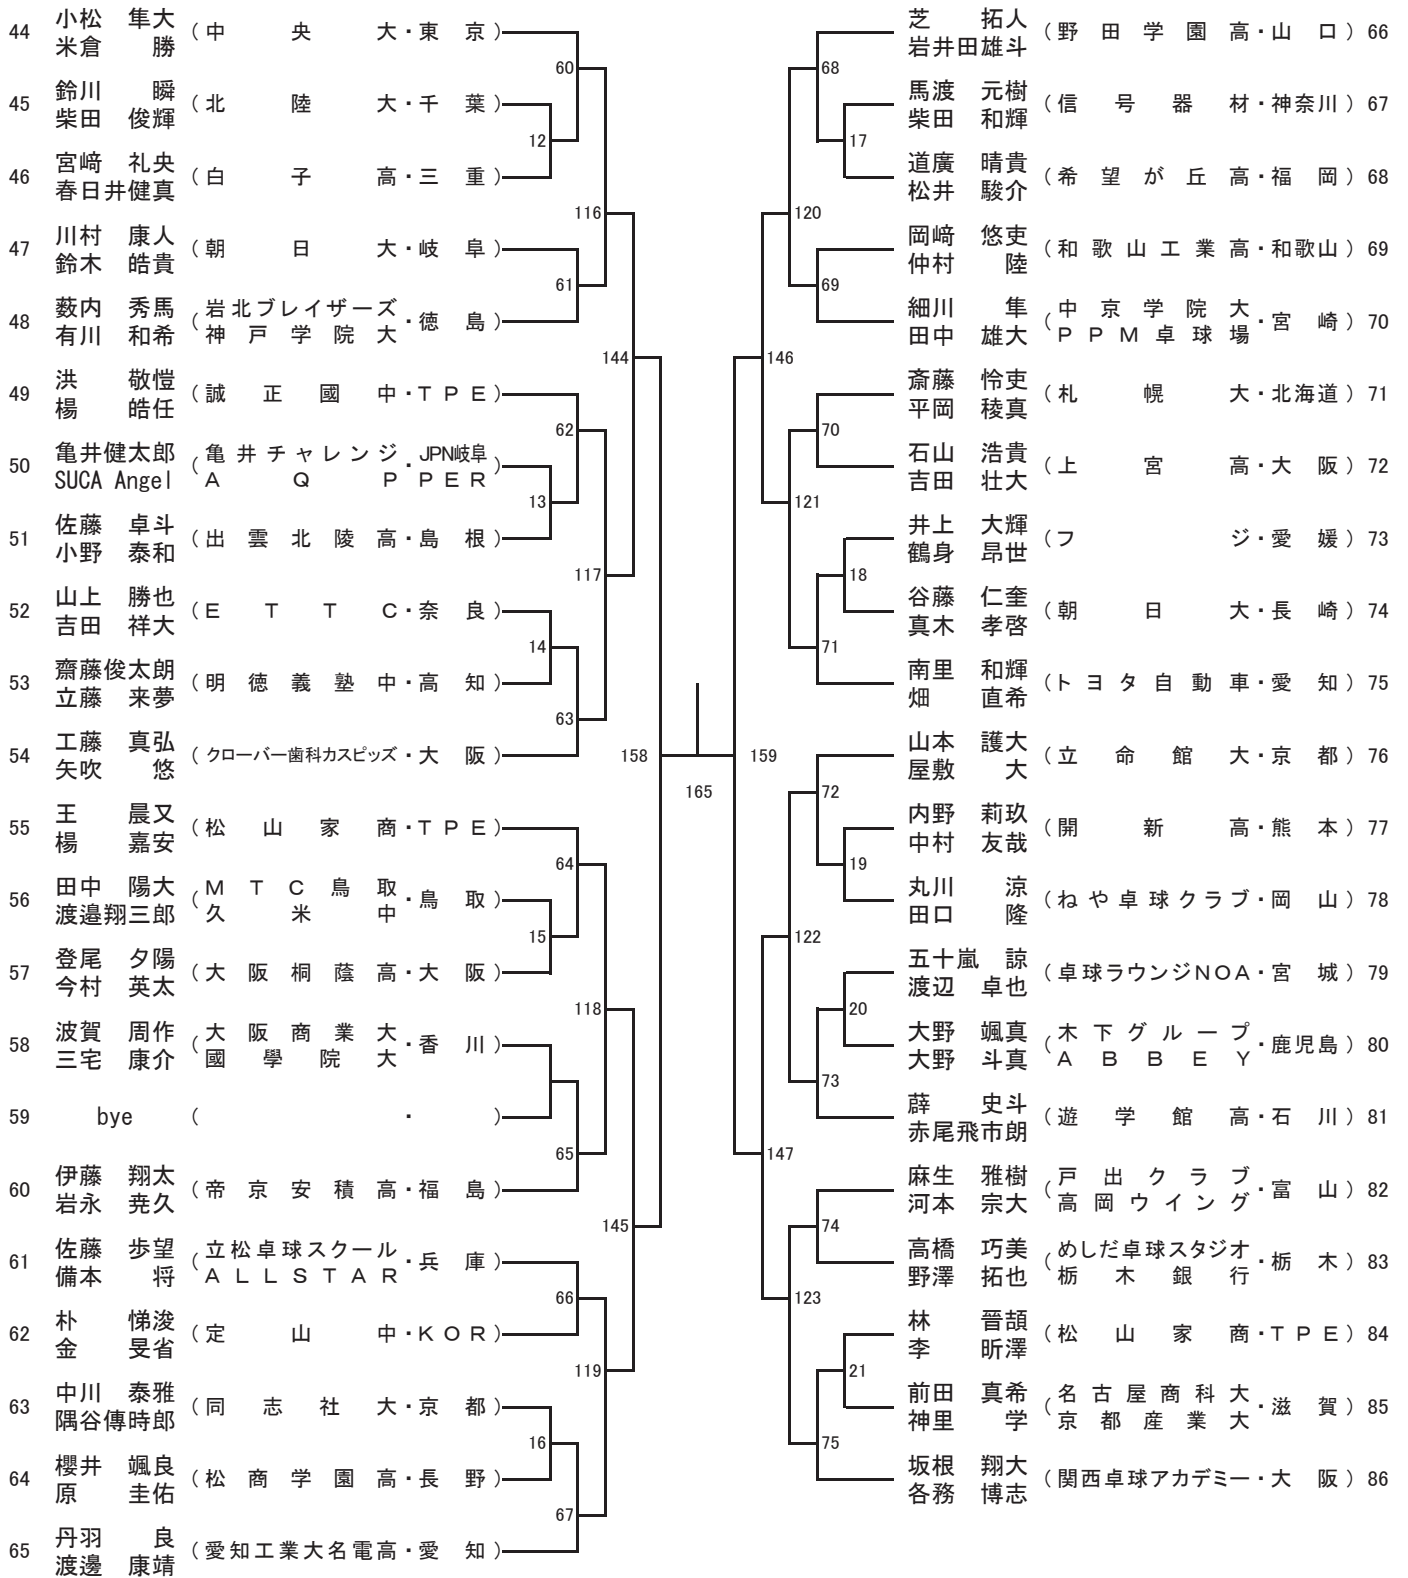 44 小松 隼大 米倉 勝 (中央大・東京)
45 鈴川 瞬 柴田 俊輝 (北陸大・千葉)
46 宮﨑 礼央 春日井健真 (白子高・三重)
47 川村 康人 鈴木 皓貴 (朝日大・岐阜)
48 薮内 秀馬 有川 和希 (岩北ブレイザーズ 神戸学院大・徳島)
49 洪 敬愷 楊 皓任 (誠正國中・TPE)
50 亀井健太郎 SUCA Angel (亀井チャレンジ・JPN岐阜 AQP PER)
51 佐藤 卓斗 小野 泰和 (出雲北陵高・島根)
52 山上 勝也 吉田 祥大 (ETTC・奈良)
53 齋藤俊太朗 立藤 来夢 (明徳義塾中・高知)
54 工藤 真弘 矢吹 悠 (クローバー歯科カスピッズ・大阪)
55 王 晨又 楊 嘉安 (松山家商・TPE)
56 田中 陽大 渡邉翔三郎 (MTC鳥取 久米中・鳥取)
57 登尾 夕陽 今村 英太 (大阪桐蔭高・大阪)
58 波賀 周作 三宅 康介 (大阪商業大 國學院大・香川)
59 bye ( ・ )
60 伊藤 翔太 岩永 尭久 (帝京安積高・福島)
61 佐藤 歩望 備本 将 (立松卓球スクール ALLSTAR・兵庫)
62 朴 悌浚 金 旻省 (定山中・KOR)
63 中川 泰雅 隅谷傳時郎 (同志社大・京都)
64 櫻井 颯良 原 圭佑 (松商学園高・長野)
65 丹羽 良 渡邊 康靖 (愛知工業大名電高・愛知)
60
12
116
61
144
62
13
117
14
63
158
64
15
118
65
145
66
119
16
67
165
159
68
17
120
69
146
70
121
18
71
72
19
122
20
73
147
74
123
21
75
芝 拓人 岩井田雄斗 (野田学園高・山口) 66
馬渡 元樹 柴田 和輝 (信号器材・神奈川) 67
道廣 晴貴 松井 駿介 (希望が丘高・福岡) 68
岡﨑 悠吏 仲村 陸 (和歌山工業高・和歌山) 69
細川 隼 田中 雄大 (中京学院大 PPM卓球場・宮崎) 70
斎藤 怜吏 平岡 稜真 (札幌大・北海道) 71
石山 浩貴 吉田 壮大 (上宮高・大阪) 72
井上 大輝 鶴身 昂世 (フジ・愛媛) 73
谷藤 仁奎 真木 孝啓 (朝日大・長崎) 74
南里 和輝 畑 直希 (トヨタ自動車・愛知) 75
山本 護大 屋敷 大 (立命館大・京都) 76
内野 莉玖 中村 友哉 (開新高・熊本) 77
丸川 涼 田口 隆 (ねや卓球クラブ・岡山) 78
五十嵐 諒 渡辺 卓也 (卓球ラウンジNOA・宮城) 79
大野 颯真 大野 斗真 (木下グループ ABBEY・鹿児島) 80
薜 史斗 赤尾飛市朗 (遊学館高・石川) 81
麻生 雅樹 河本 宗大 (戸出クラブ 高岡ウイング・富山) 82
高橋 巧美 野澤 拓也 (めしだ卓球スタジオ 栃木銀行・栃木) 83
林 晉頡 李 昕澤 (松山家商・TPE) 84
前田 真希 神里 学 (名古屋商科大 京都産業大・滋賀) 85
坂根 翔大 各務 博志 (関西卓球アカデミー・大阪) 86